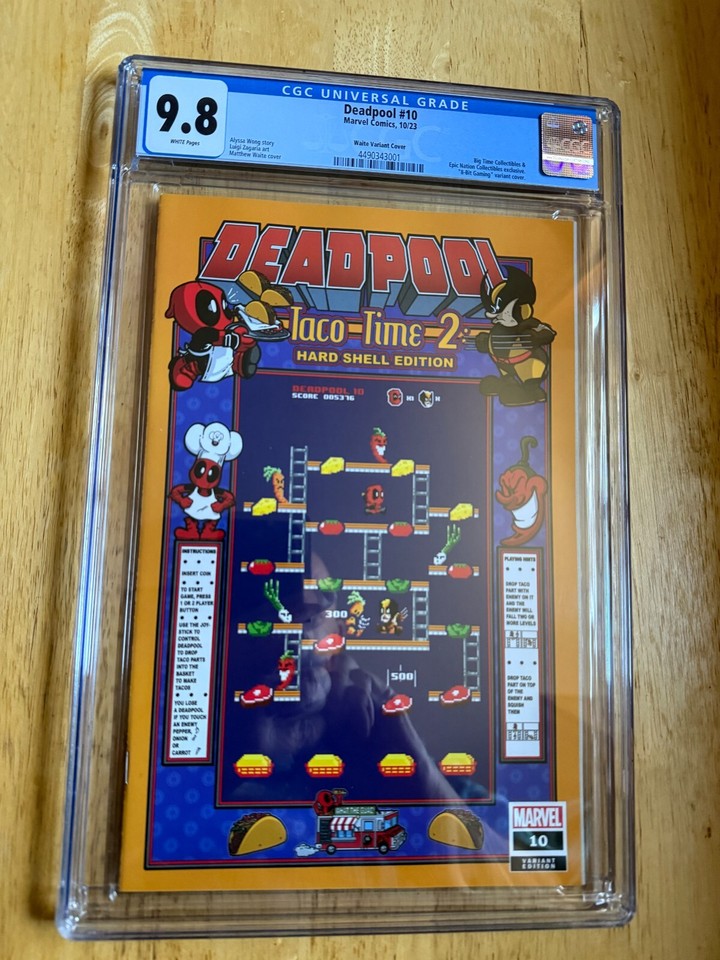 CGC UNIVERSAL GRADE
9.8
WHITE Pages
Deadpool #10
Marvel Comics, 10/23
Alyssa Wong story
Luigi Zagaria art
Matthew Waite cover
Waite Variant Cover
4490343001
Big Time Collectibles &
Epic Nation Collectibles exclusive.
"8-Bit Gaming" variant cover.
DEADPOOL
Taco Time 2:
HARD SHELL EDITION
DEADPOOL 10
SCORE 005376
300
500
INSTRUCTIONS
INSERT COIN
TO START
GAME, PRESS
1 OR 2 PLAYER
BUTTON
USE THE JOY-
STICK TO
CONTROL
DEADPOOL
TO DROP
TACO PARTS
INTO THE
BASKET
TO MAKE
TACOS
YOU LOSE
A DEADPOOL
IF YOU TOUCH
AN ENEMY
PEPPER,
ONION
OR
CARROT
PLAYING HINTS
DROP TACO
PART WITH
ENEMY ON IT
AND THE
ENEMY WILL
FALL TWO OR
MORE LEVELS
DROP TACO
PART ON TOP
OF THE
ENEMY AND
SQUASH
THEM
MARVEL
10
VARIANT
EDITION